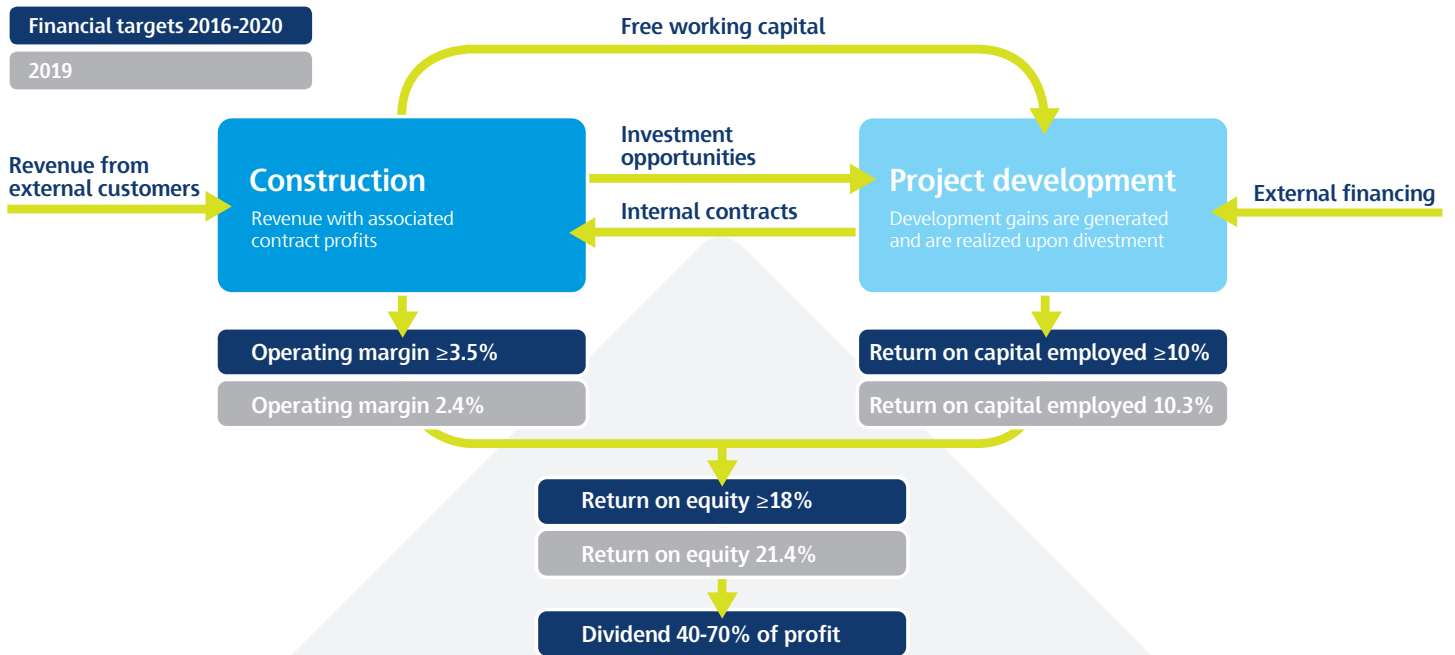 Financial targets 2016-2020
2019
Free working capital
Revenue from
external customers
Construction
Revenue with associated
contract profits
Investment
opportunities
Internal contracts
Project development
Development gains are generated
and are realized upon divestment
External financing
Operating margin ≥3.5%
Operating margin 2.4%
Return on capital employed ≥10%
Return on capital employed 10.3%
Return on equity ≥18%
Return on equity 21.4%
Dividend 40-70% of profit